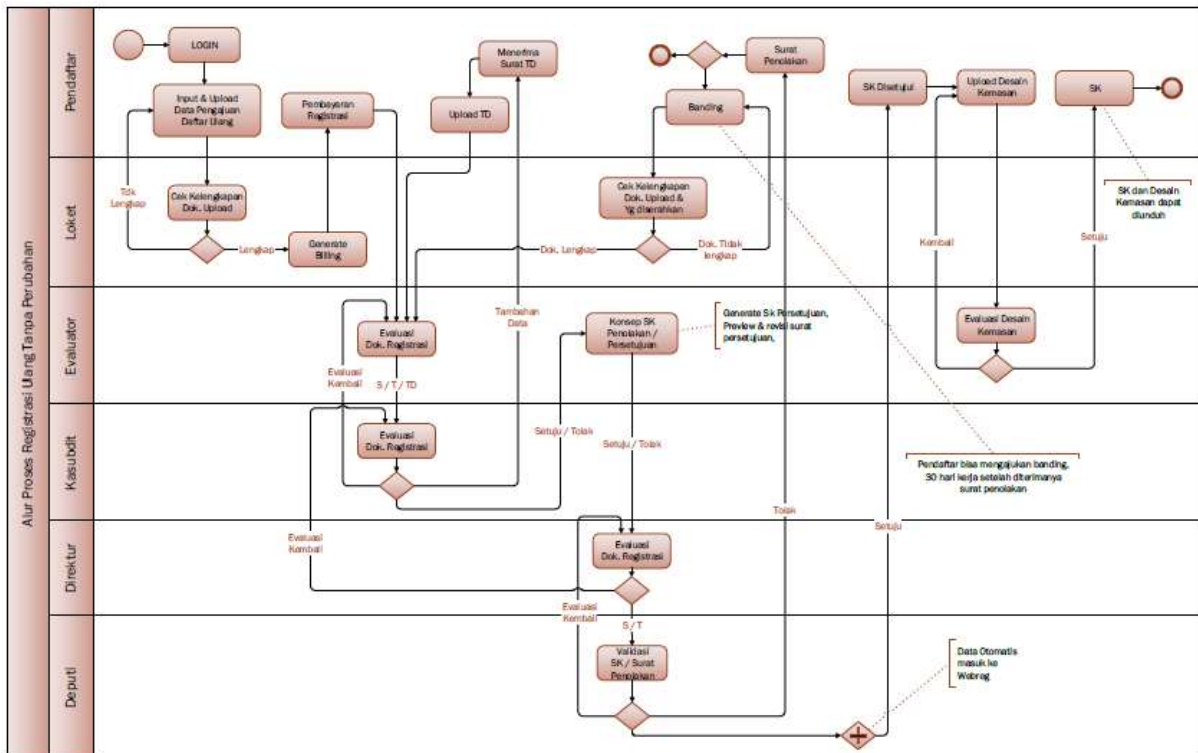 Alur Proses Registrasi Ulang Tanpa Perubahan
Pendaftar
LOGIN
Input & Upload
Data Pengajuan
Daftar Ulang
Pembayaran
Registrasi
Menerima
Surat TD
Upload TD
Surat
Penolakan
Banding
SK Disetujui
Upload Desain
Kemasan
SK
Loket
Tdk
Lengkap
Cek Kelengkapan
Dok. Upload
Lengkap
Generate
Billing
Cek Kelengkapan
Dok. Upload &
Yg diserahkan
Dok. Lengkap
Dok. Tidak
lengkap
SK dan Desain
Kemasan dapat
diunduh
Kembali
Setuju
Evaluator
Evaluasi
Dok. Registrasi
Evaluasi
Kembali
S / T / TD
Tambahan
Data
Konsep SK
Penolakan /
Persetujuan
Generate Sk Persetujuan,
Preview & revisi surat
persetujuan,
Evaluasi Desain
Kemasan
Kasubdit
Evaluasi
Dok. Registrasi
Setuju / Tolak
Setuju / Tolak
Pendaftar bisa mengajukan banding,
30 hari kerja setelah diterimanya
surat penolakan
Tolak
Setuju
Direktur
Evaluasi
Kembali
Evaluasi
Dok. Registrasi
Evaluasi
Kembali
S / T
Deputi
Validasi
SK / Surat
Penolakan
Data Otomatis
masuk ke
Webreg